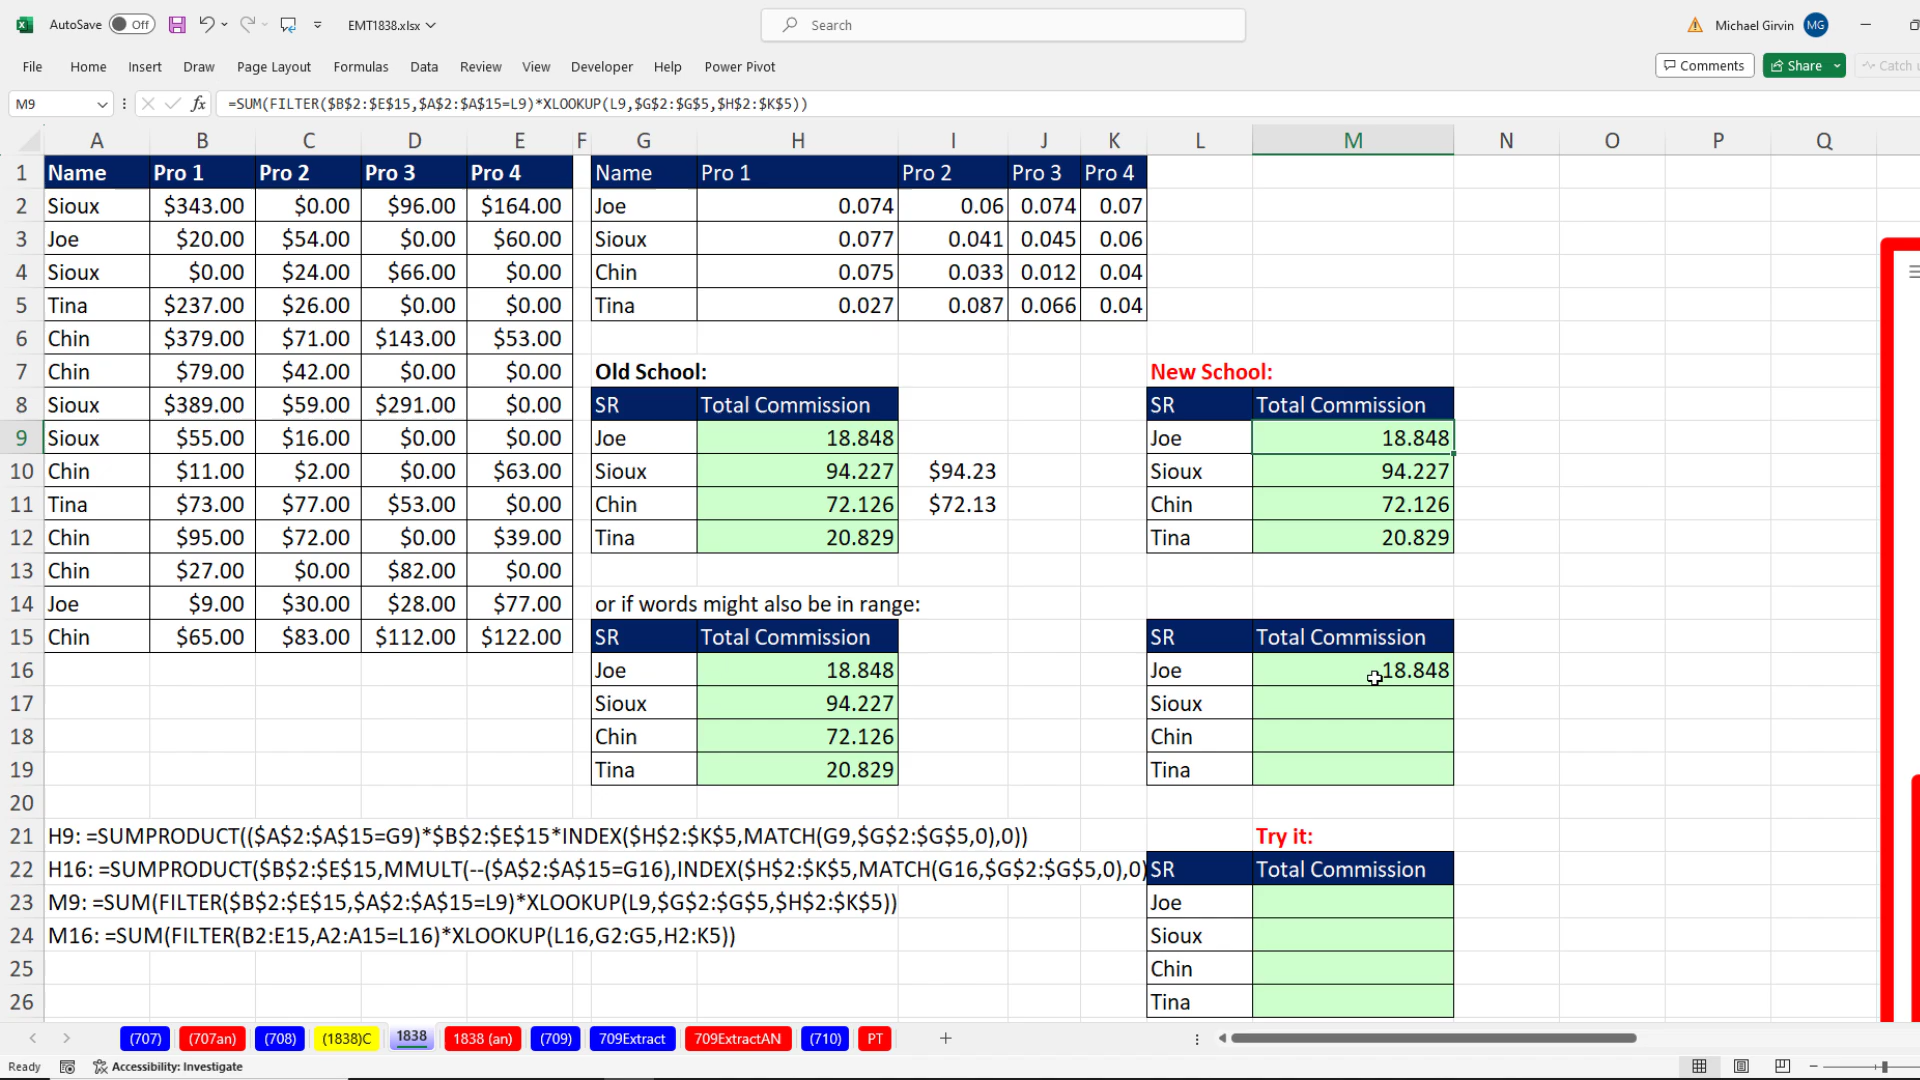 AutoSave Off EMT1838.xlsx Search Michael Girvin MG
File Home Insert Draw Page Layout Formulas Data Review View Developer Help Power Pivot Comments Share Catch
M9 fx =SUM(FILTER($B$2:$E$15,$A$2:$A$15=L9)*XLOOKUP(L9,$G$2:$G$5,$H$2:$K$5))
A B C D E F G H I J K L M N O P Q
1 Name Pro 1 Pro 2 Pro 3 Pro 4 Name Pro 1 Pro 2 Pro 3 Pro 4
2 Sioux $343.00 $0.00 $96.00 $164.00 Joe 0.074 0.06 0.074 0.07
3 Joe $20.00 $54.00 $0.00 $60.00 Sioux 0.077 0.041 0.045 0.06
4 Sioux $0.00 $24.00 $66.00 $0.00 Chin 0.075 0.033 0.012 0.04
5 Tina $237.00 $26.00 $0.00 $0.00 Tina 0.027 0.087 0.066 0.04
6 Chin $379.00 $71.00 $143.00 $53.00
7 Chin $79.00 $42.00 $0.00 $0.00 Old School: New School:
8 Sioux $389.00 $59.00 $291.00 $0.00 SR Total Commission SR Total Commission
9 Sioux $55.00 $16.00 $0.00 $0.00 Joe 18.848 Joe 18.848
10 Chin $11.00 $2.00 $0.00 $63.00 Sioux 94.227 $94.23 Sioux 94.227
11 Tina $73.00 $77.00 $53.00 $0.00 Chin 72.126 $72.13 Chin 72.126
12 Chin $95.00 $72.00 $0.00 $39.00 Tina 20.829 Tina 20.829
13 Chin $27.00 $0.00 $82.00 $0.00
14 Joe $9.00 $30.00 $28.00 $77.00 or if words might also be in range:
15 Chin $65.00 $83.00 $112.00 $122.00 SR Total Commission SR Total Commission
16 Joe 18.848 Joe 18.848
17 Sioux 94.227 Sioux
18 Chin 72.126 Chin
19 Tina 20.829 Tina
20
21 H9: =SUMPRODUCT(($A$2:$A$15=G9)*$B$2:$E$15*INDEX($H$2:$K$5,MATCH(G9,$G$2:$G$5,0),0)) Try it:
22 H16: =SUMPRODUCT($B$2:$E$15,MMULT(--($A$2:$A$15=G16),INDEX($H$2:$K$5,MATCH(G16,$G$2:$G$5,0),0) SR Total Commission
23 M9: =SUM(FILTER($B$2:$E$15,$A$2:$A$15=L9)*XLOOKUP(L9,$G$2:$G$5,$H$2:$K$5)) Joe
24 M16: =SUM(FILTER(B2:E15,A2:A15=L16)*XLOOKUP(L16,G2:G5,H2:K5)) Sioux
25 Chin
26 Tina
(707) (707an) (708) (1838)C 1838 1838 (an) (709) 709Extract 709ExtractAN (710) PT
Ready Accessibility: Investigate